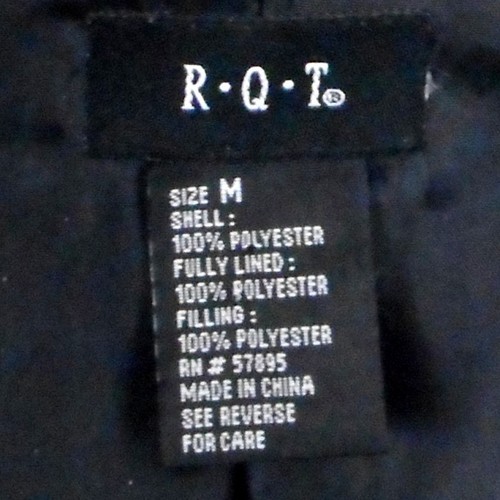 R·Q·T®
SIZE M
SHELL:
100% POLYESTER
FULLY LINED:
100% POLYESTER
FILLING:
100% POLYESTER
RN # 57895
MADE IN CHINA
SEE REVERSE
FOR CARE